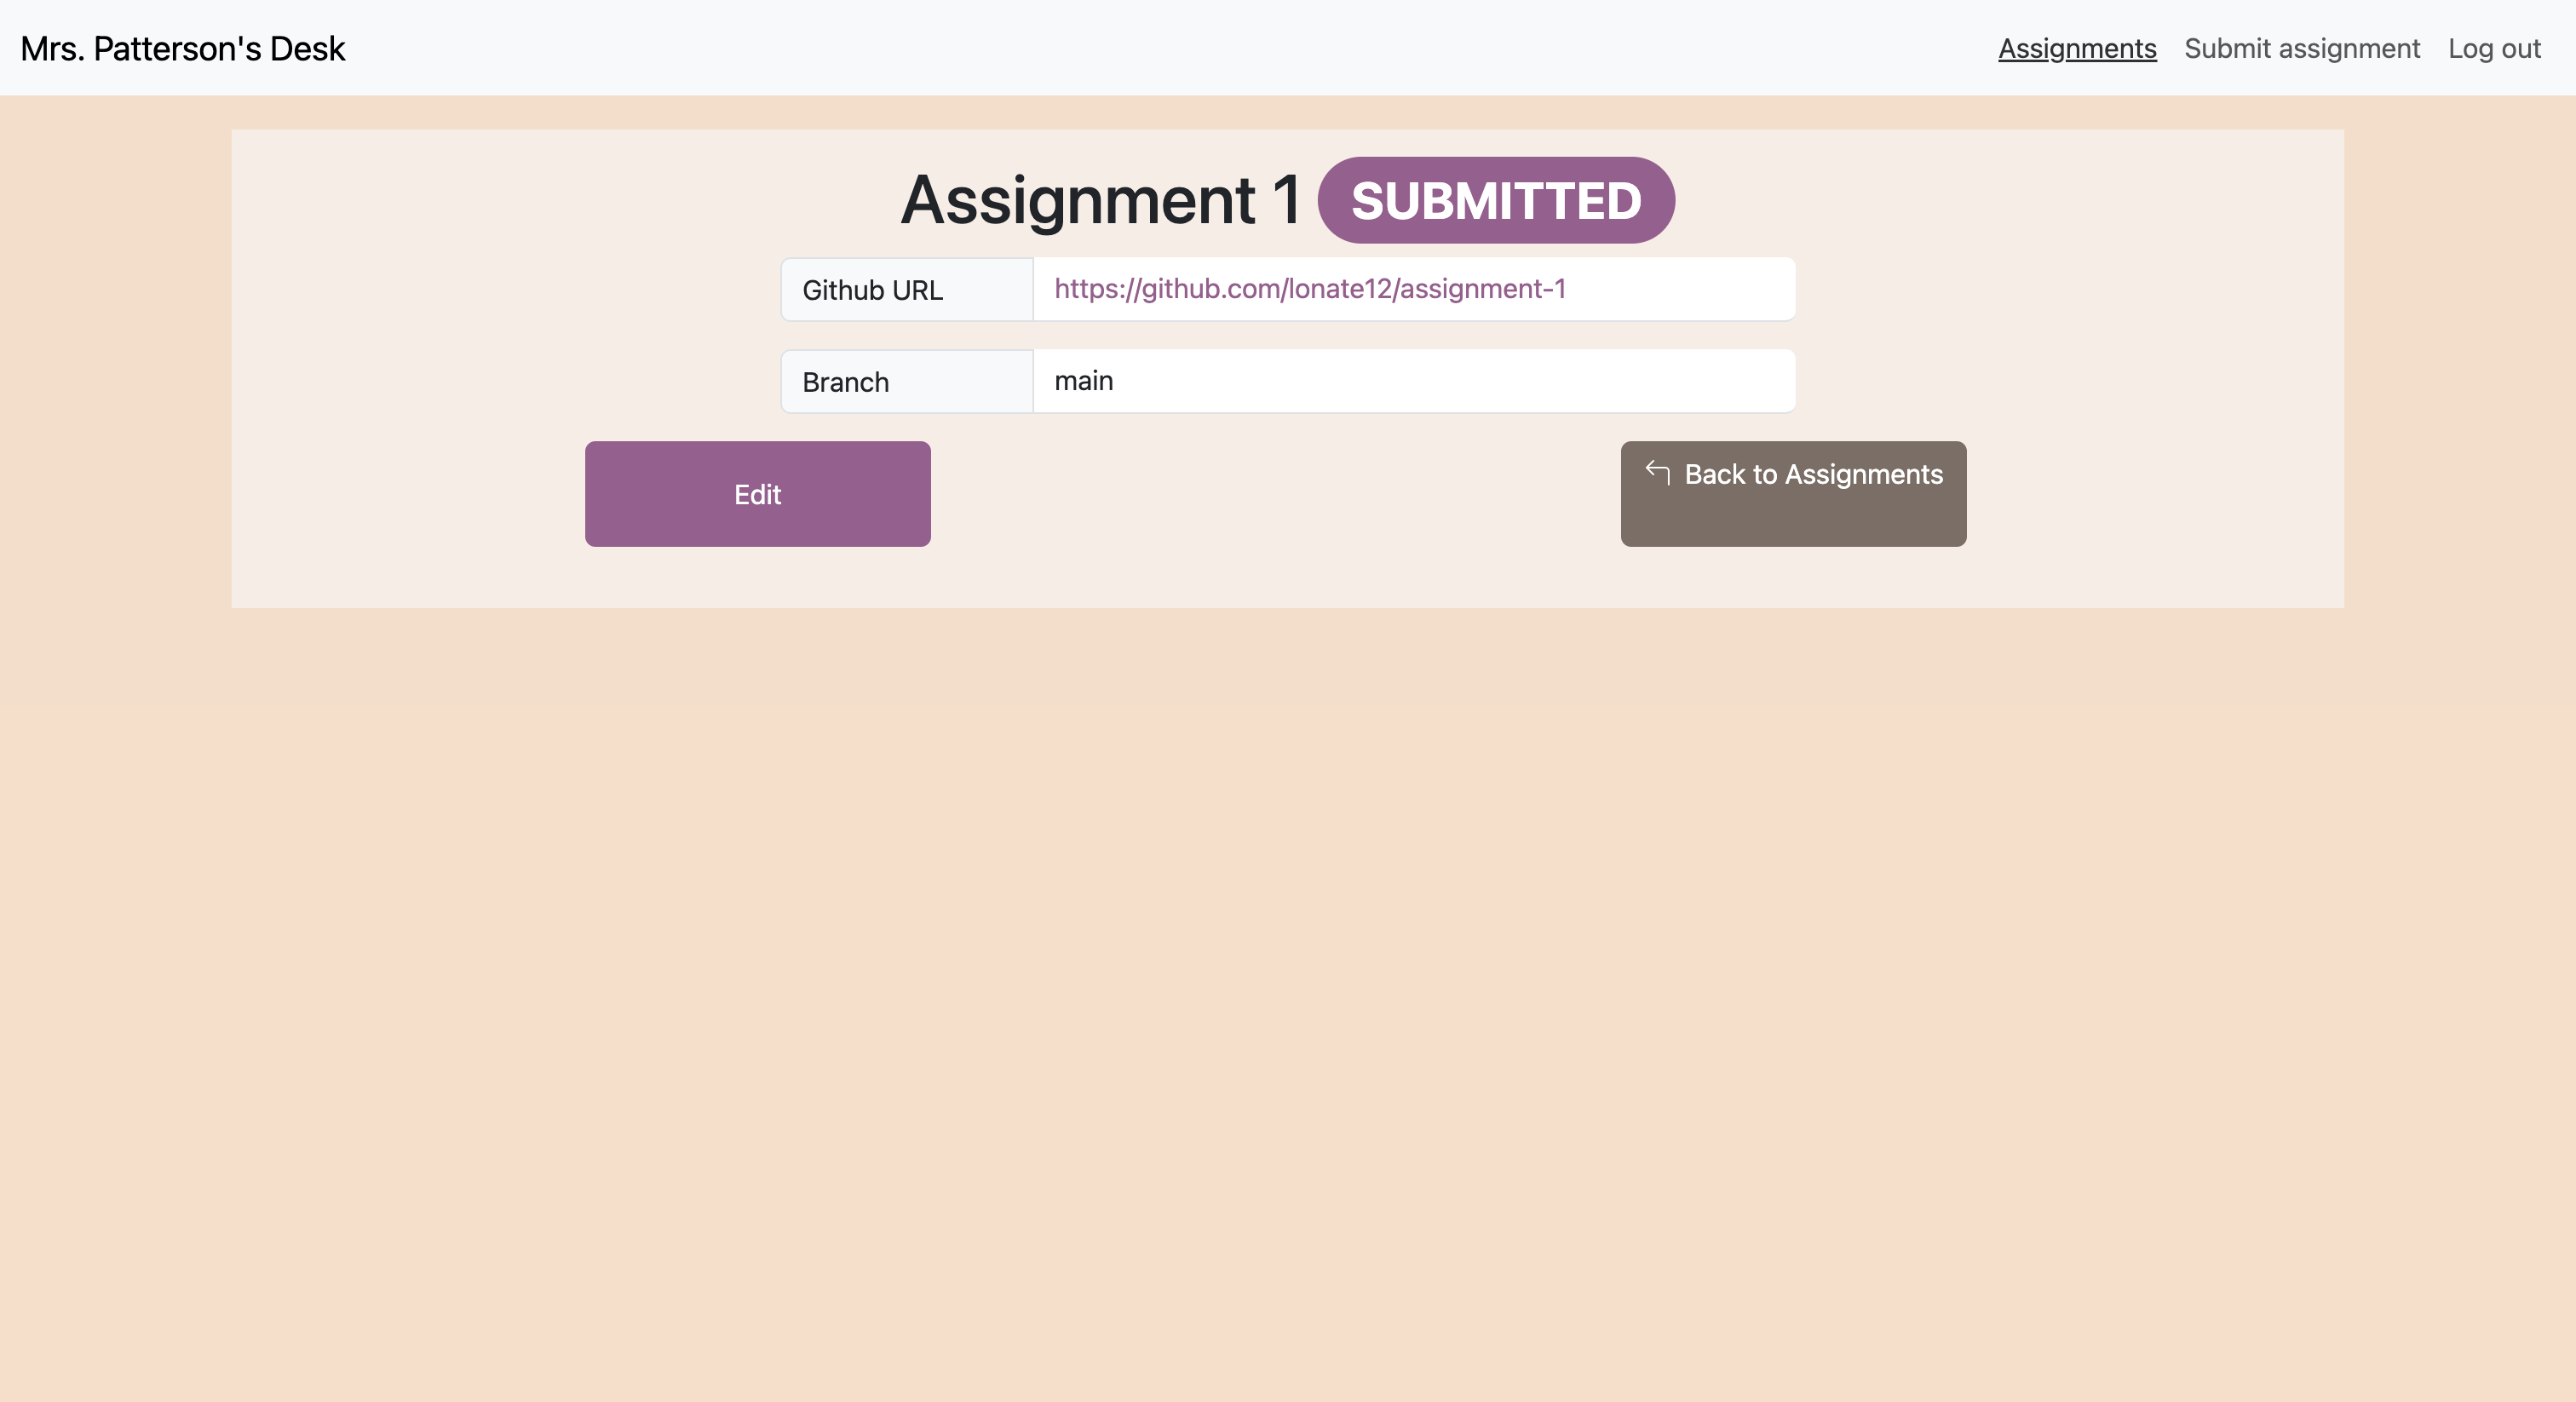 Mrs. Patterson's Desk
Assignments Submit assignment Log out
Assignment 1 SUBMITTED
Github URL https://github.com/lonate12/assignment-1
Branch main
Edit Back to Assignments